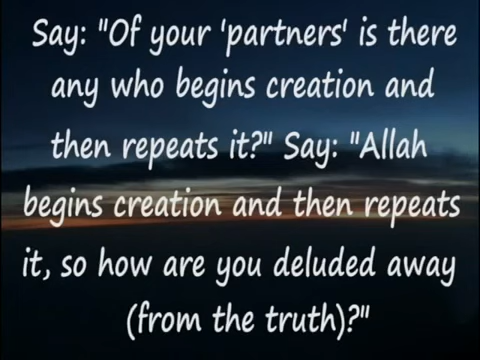 Say: "Of your 'partners' is there
any who begins creation and
then repeats it?" Say: "Allah
begins creation and then repeats
it, so how are you deluded away
(from the truth)?"